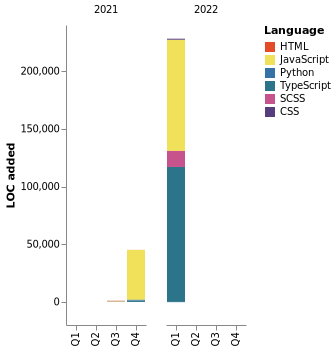 2021
2022
Language
HTML
JavaScript
Python
TypeScript
SCSS
CSS
LOC added
200,000
150,000
100,000
50,000
0
Q1
Q2
Q3
Q4
Q1
Q2
Q3
Q4